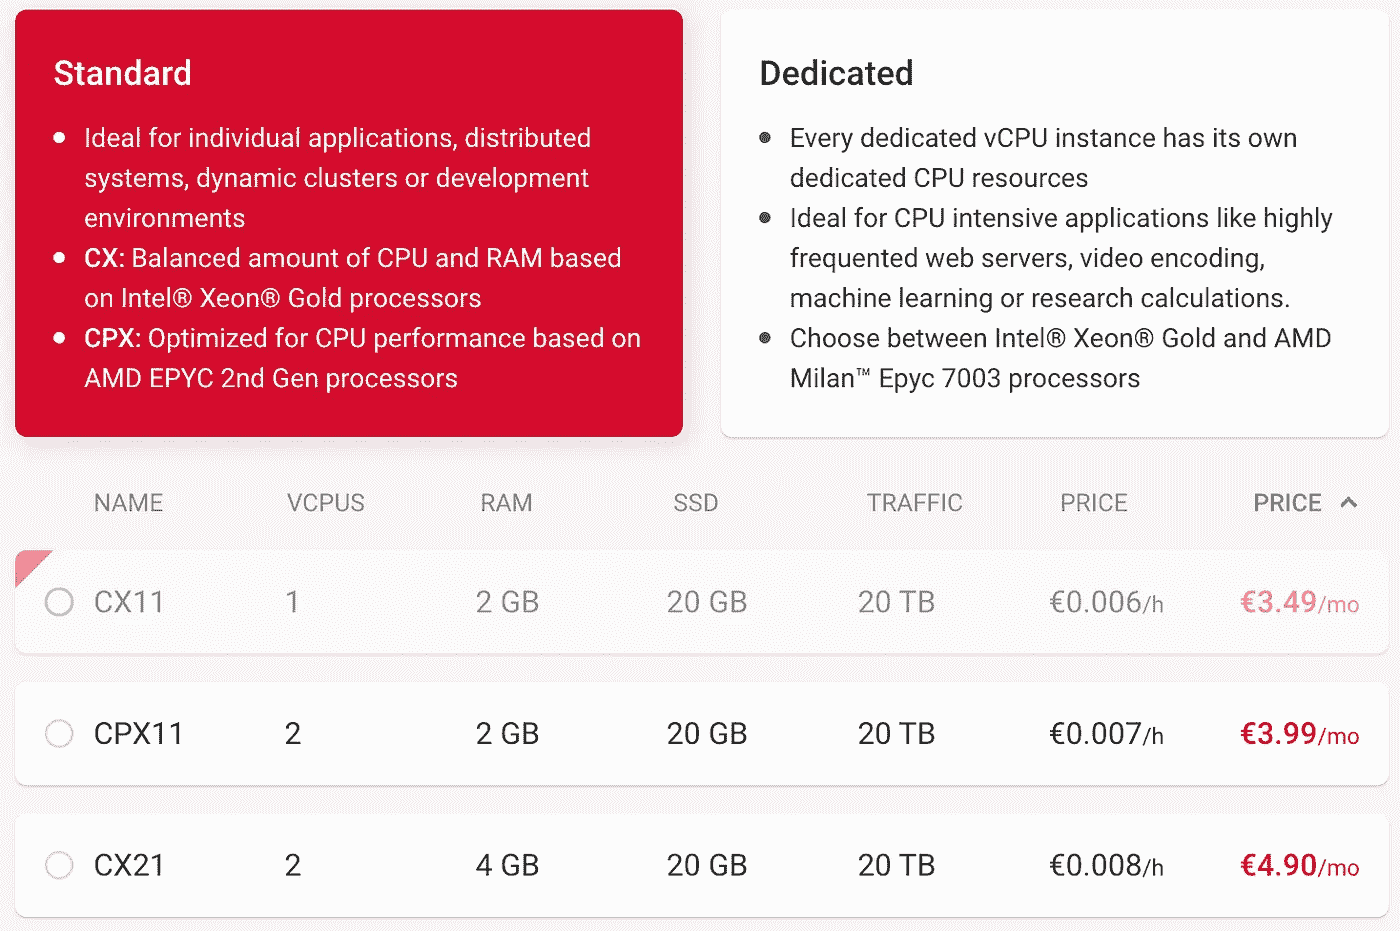 Standard
Ideal for individual applications, distributed
systems, dynamic clusters or development
environments
CX: Balanced amount of CPU and RAM based
on Intel® Xeon® Gold processors
CPX: Optimized for CPU performance based on
AMD EPYC 2nd Gen processors
Dedicated
Every dedicated vCPU instance has its own
dedicated CPU resources
Ideal for CPU intensive applications like highly
frequented web servers, video encoding,
machine learning or research calculations.
Choose between Intel® Xeon® Gold and AMD
Milan™ Epyc 7003 processors
NAME VCPUS RAM SSD TRAFFIC PRICE PRICE
CX11 1 2 GB 20 GB 20 TB €0.006/h €3.49/mo
CPX11 2 2 GB 20 GB 20 TB €0.007/h €3.99/mo
CX21 2 4 GB 20 GB 20 TB €0.008/h €4.90/mo